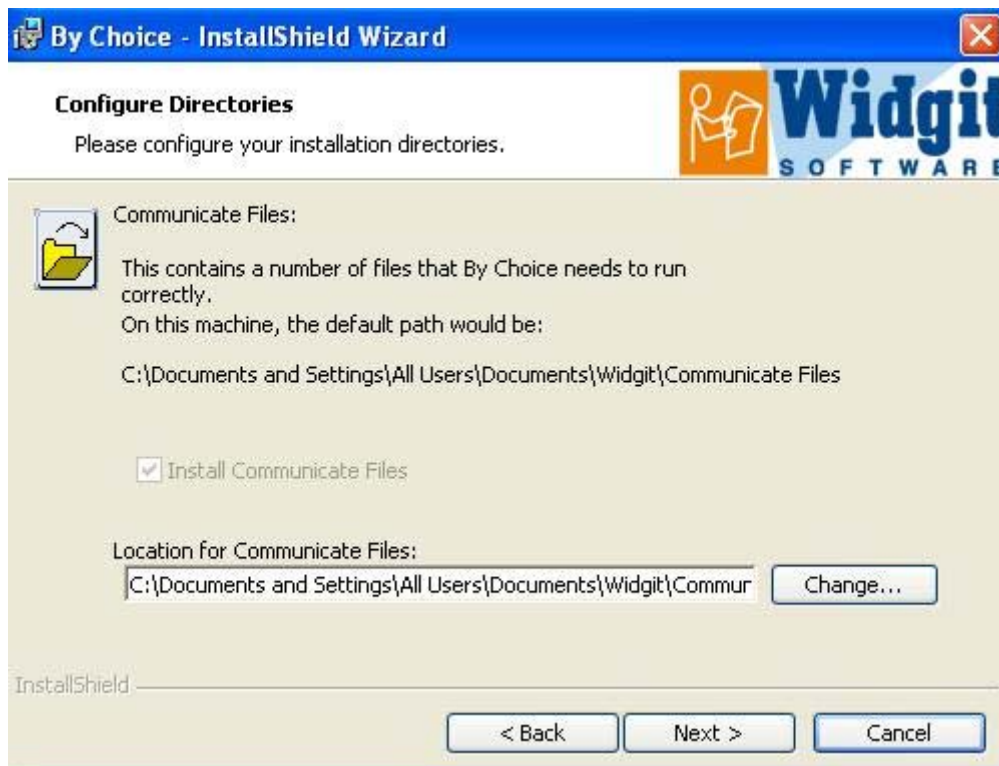 By Choice - InstallShield Wizard
Configure Directories
Please configure your installation directories.
Widgit
SOFTWARE
Communicate Files:
This contains a number of files that By Choice needs to run
correctly.
On this machine, the default path would be:
C:\Documents and Settings\All Users\Documents\Widgit\Communicate Files
Install Communicate Files
Location for Communicate Files:
C:\Documents and Settings\All Users\Documents\Widgit\Commur
Change...
InstallShield
< Back
Next >
Cancel